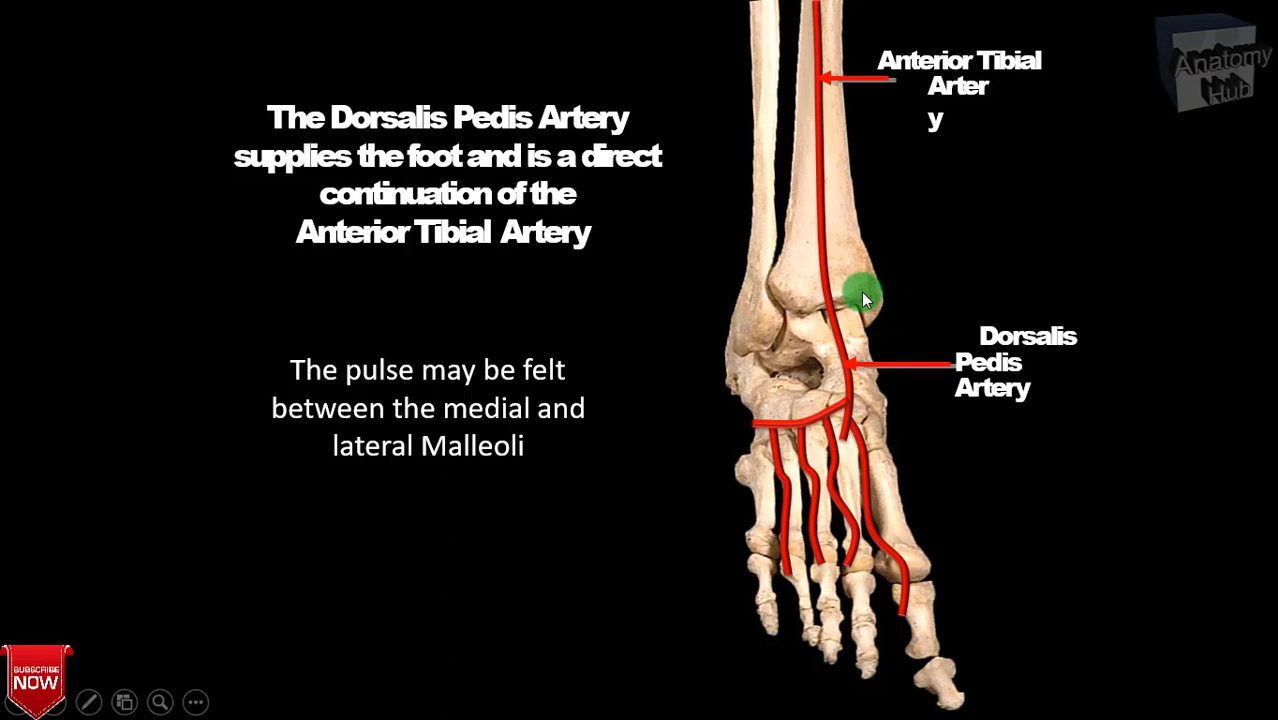 The Dorsalis Pedis Artery
supplies the foot and is a direct
continuation of the
Anterior Tibial Artery
The pulse may be felt
between the medial and
lateral Malleoli
Anterior Tibial
Arter
y
Dorsalis
Pedis
Artery
Anatomy
Hub
SUBSCRIBE
NOW